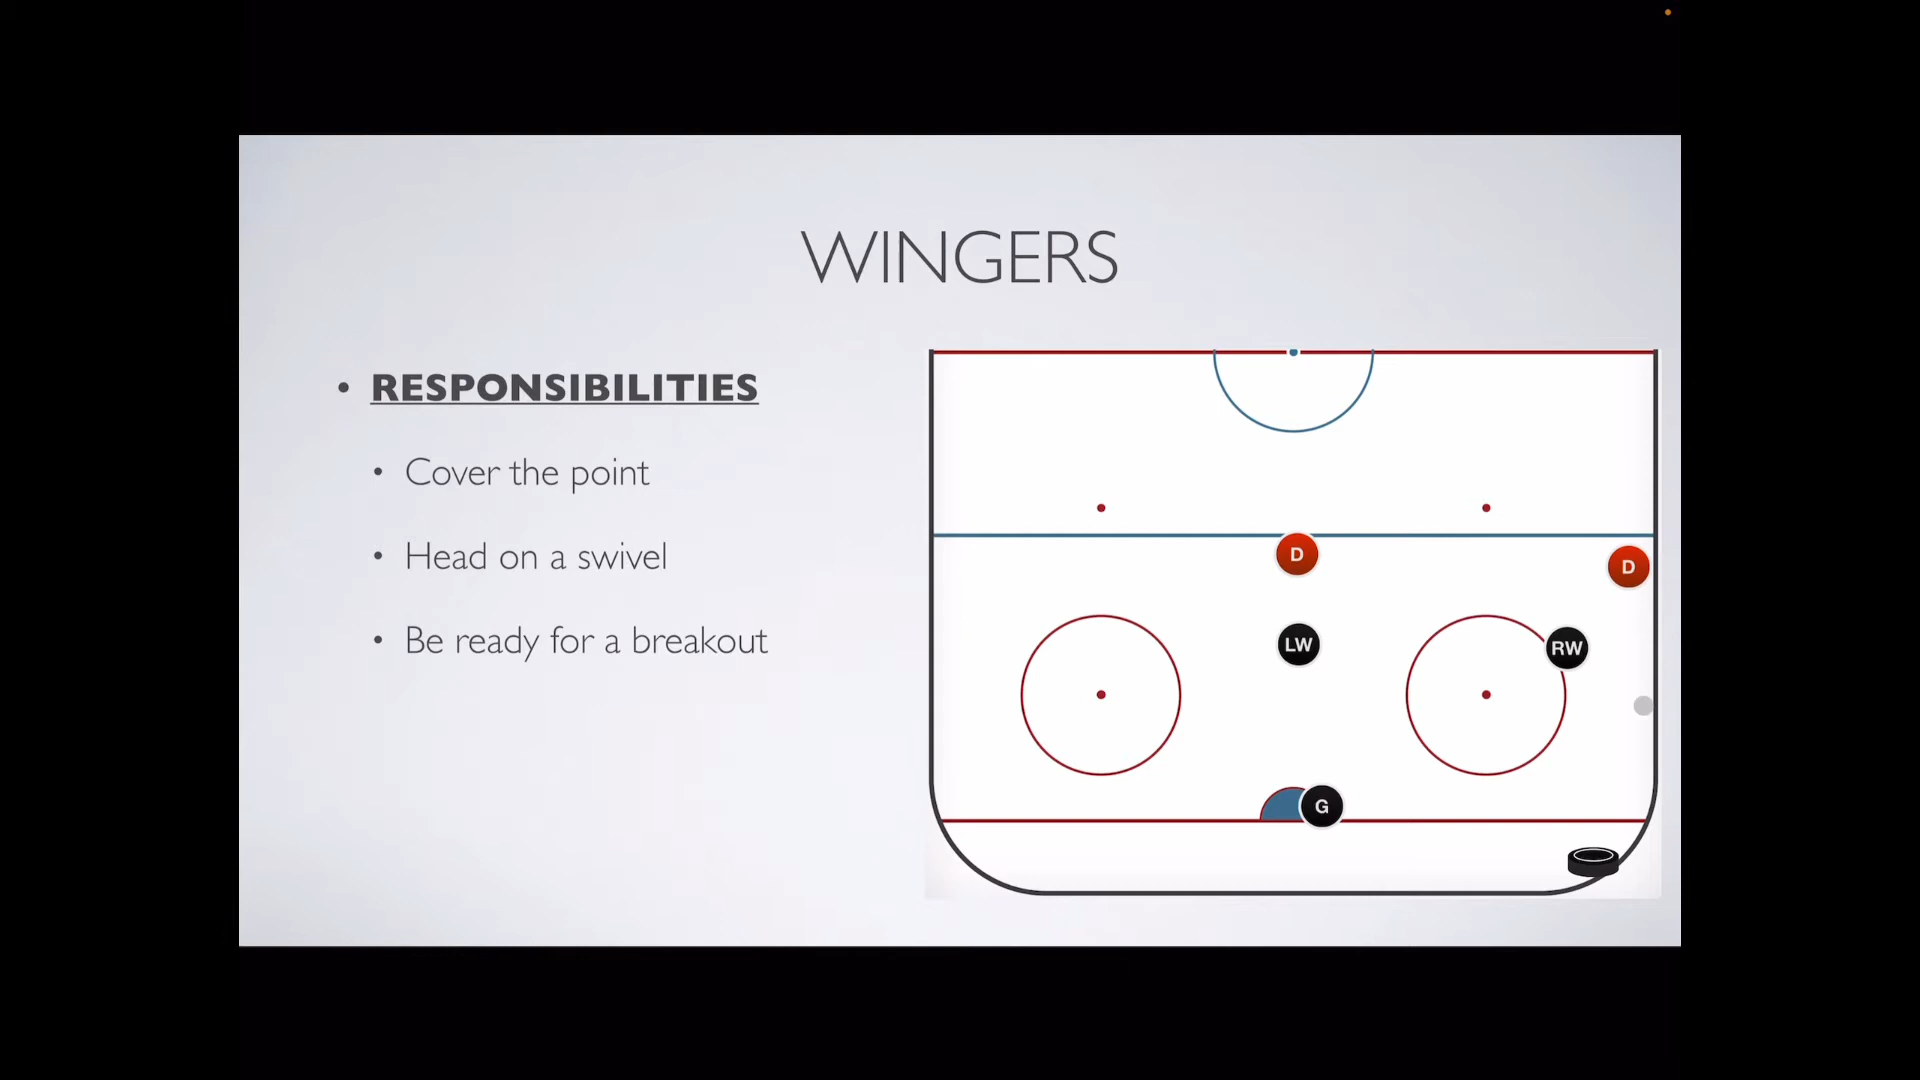 WINGERS
RESPONSIBILITIES
Cover the point
Head on a swivel
Be ready for a breakout
D
D
LW
RW
G